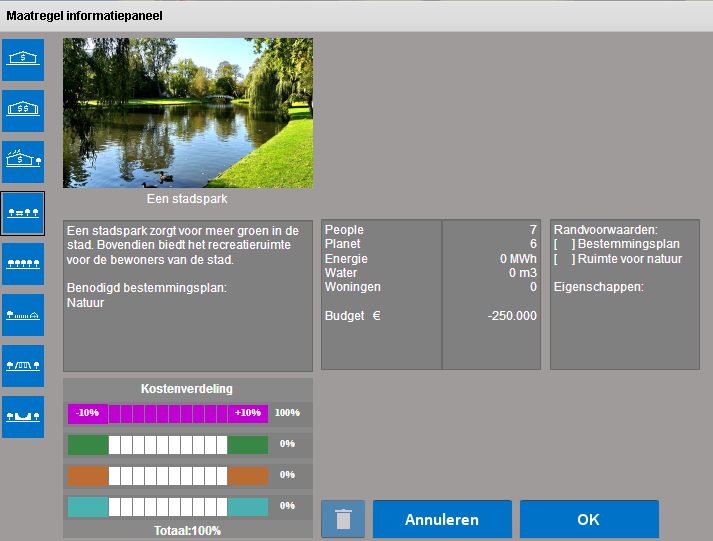 Maatregel informatiepaneel
$
$$
$
Een stadspark
Een stadspark zorgt voor meer groen in de
stad. Bovendien biedt het recreatieruimte
voor de bewoners van de stad.
Benodigd bestemmingsplan:
Natuur
People 7
Planet 6
Energie 0 MWh
Water 0 m3
Woningen 0
Budget € -250.000
Randvoorwaarden:
[ ] Bestemmingsplan
[ ] Ruimte voor natuur
Eigenschappen:
Kostenverdeling
-10% +10% 100%
0%
0%
0%
Totaal:100%
Annuleren
OK